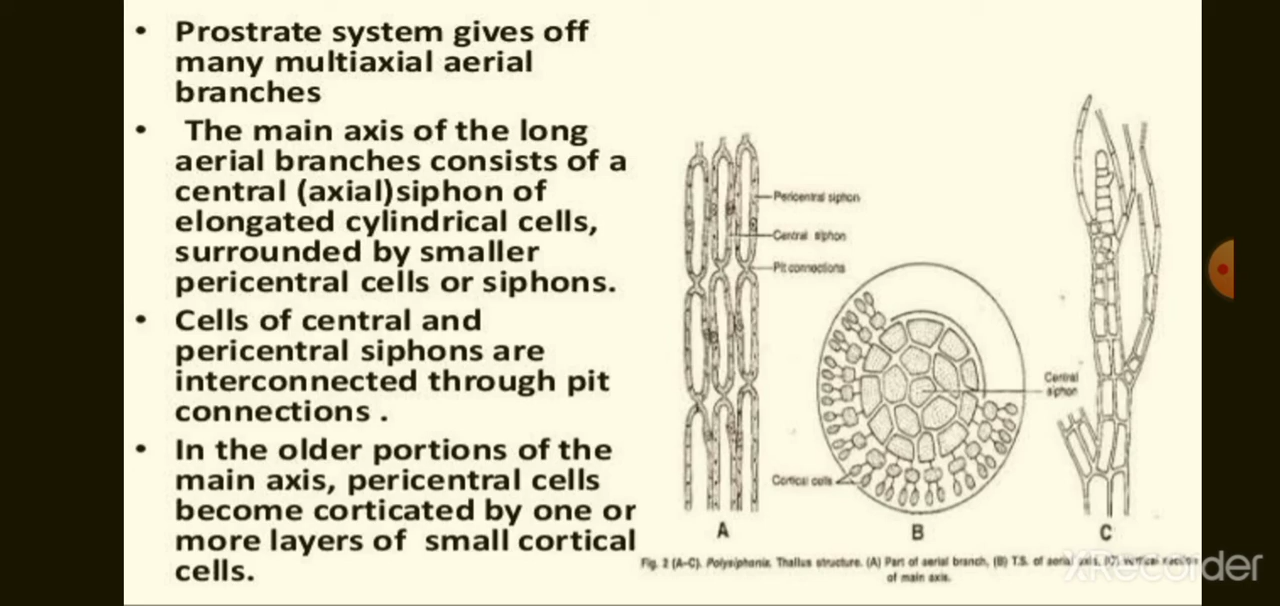 • Prostrate system gives off
many multiaxial aerial
branches
• The main axis of the long
aerial branches consists of a
central (axial)siphon of
elongated cylindrical cells,
surrounded by smaller
pericentral cells or siphons.
• Cells of central and
pericentral siphons are
interconnected through pit
connections .
• In the older portions of the
main axis, pericentral cells
become corticated by one or
more layers of small cortical
cells.
Pericentral siphon
Central siphon
Pit connections
Central
siphon
Cortical cells
A
B
C
Fig. 2 (A–C). Polysiphonia. Thallus structure. (A) Part of aerial branch, (B) T.S. of aerial axis, (C) Vertical section
of main axis.
XRecorder